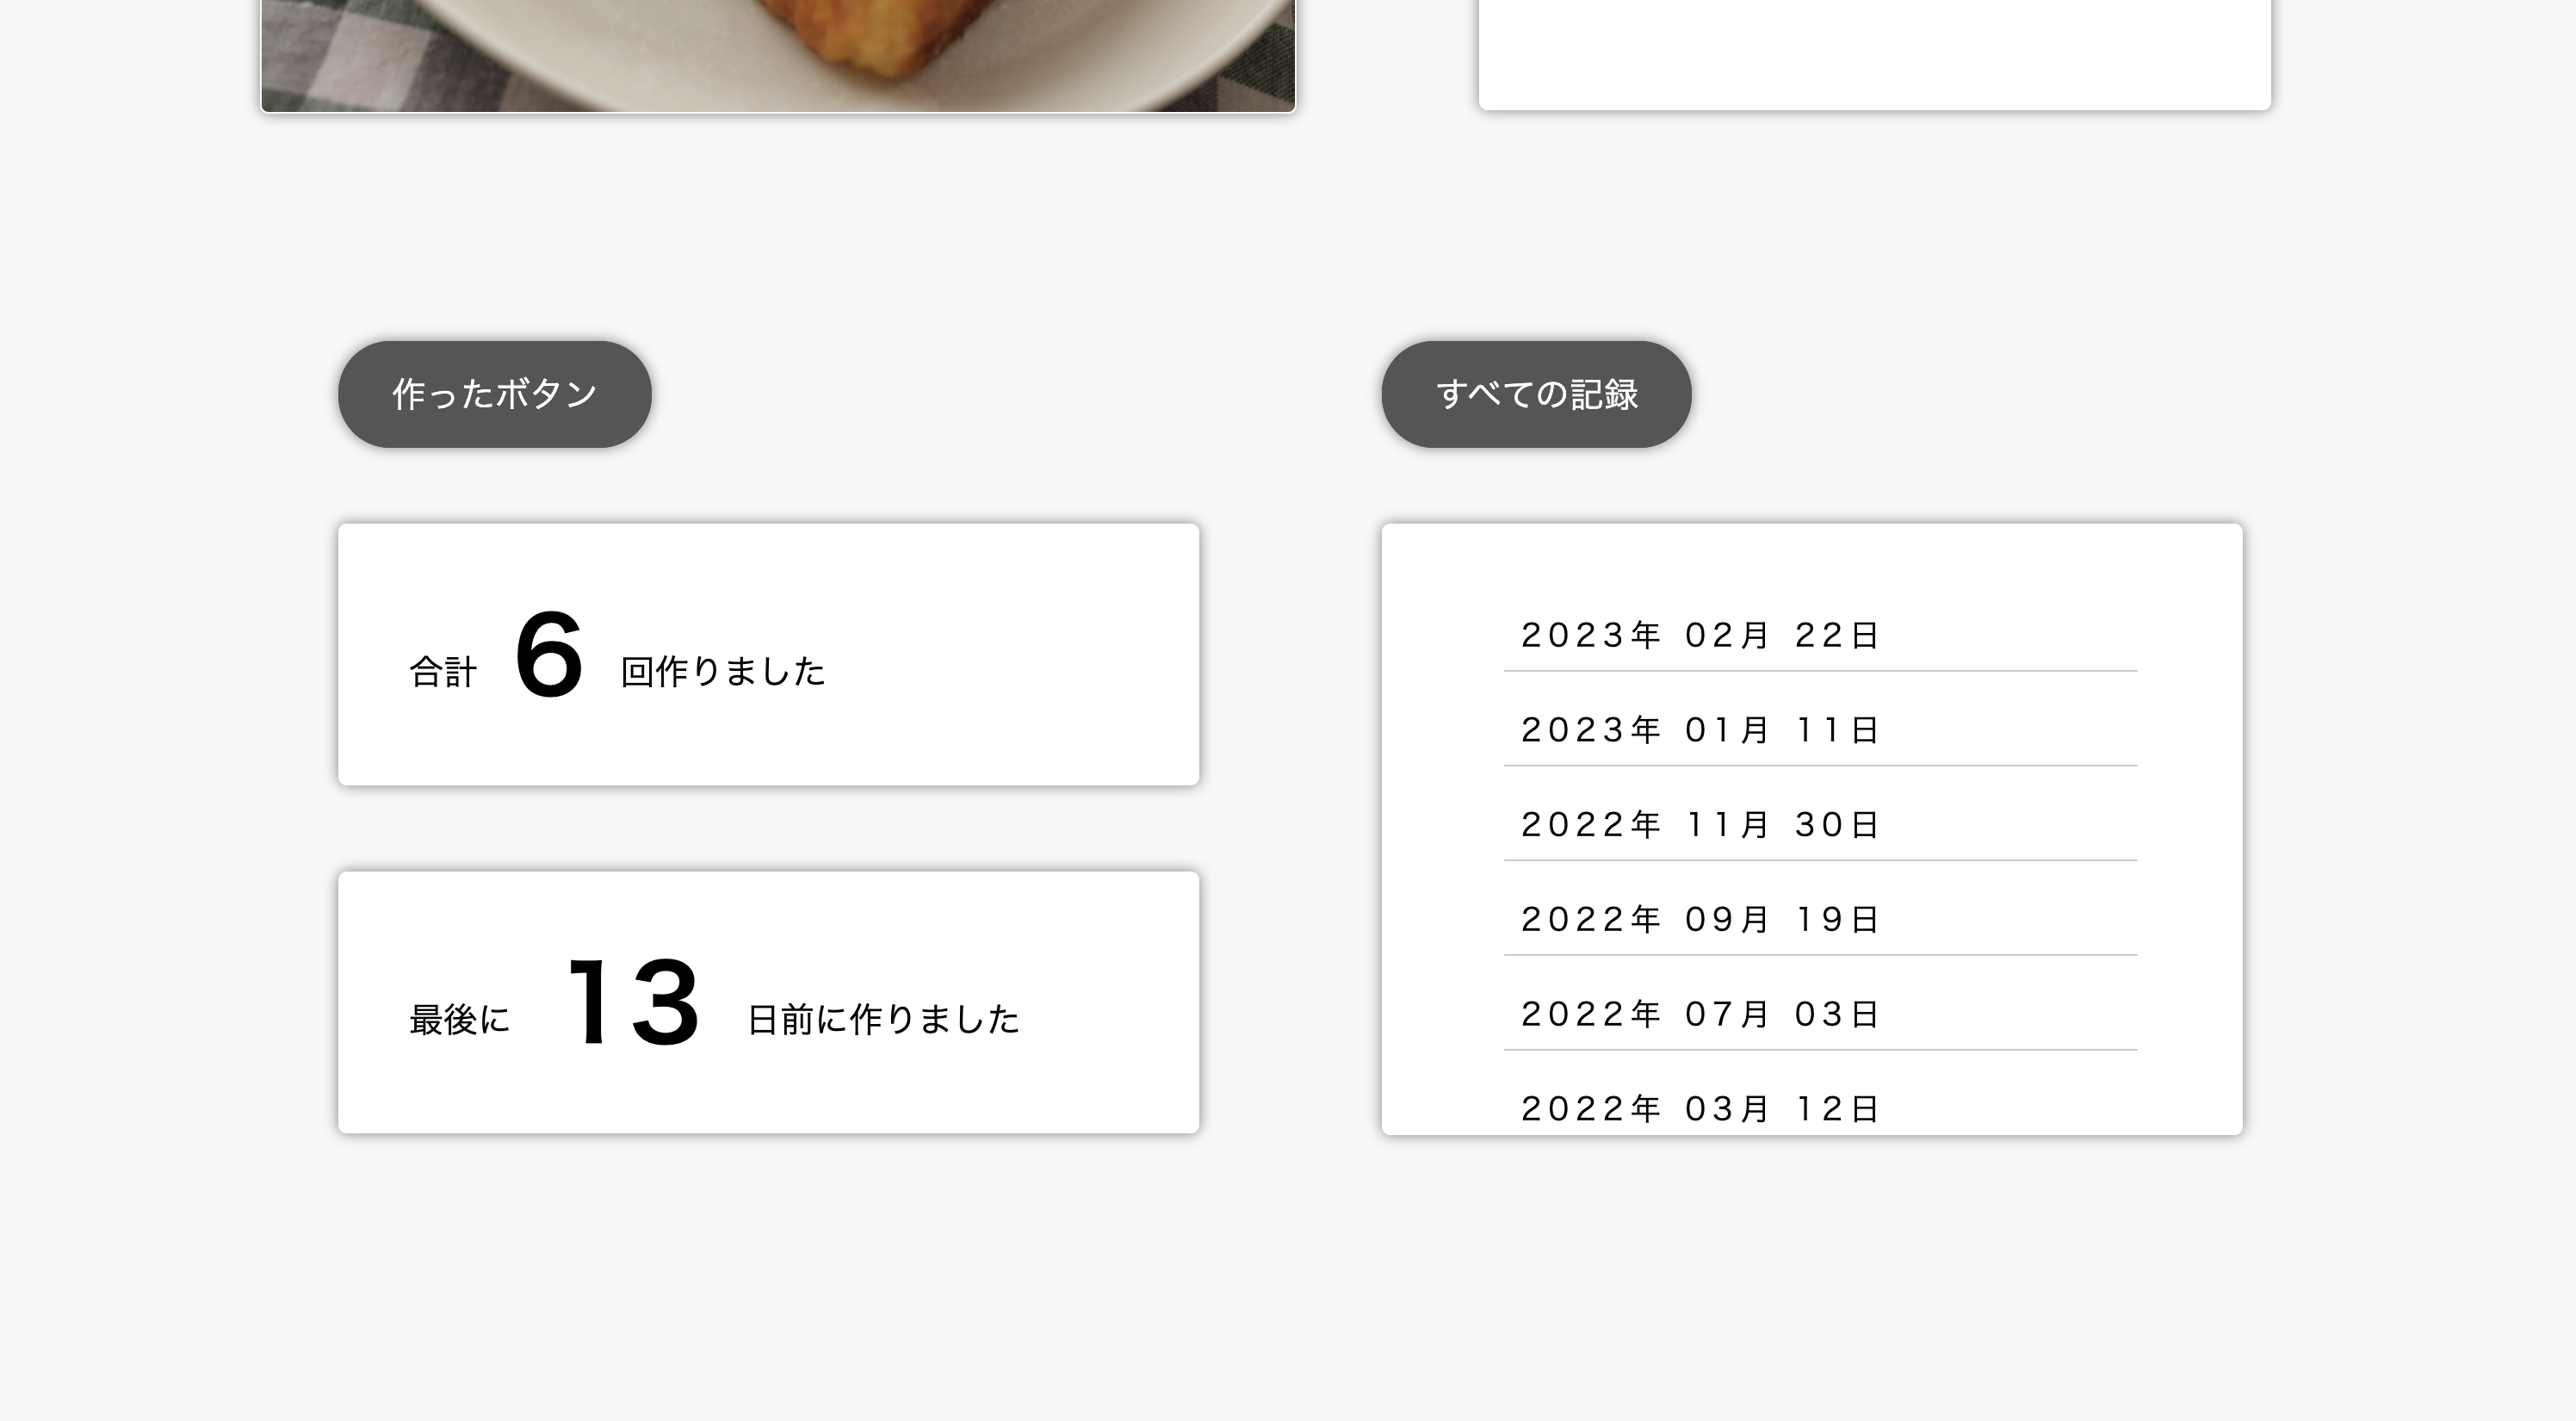 作ったボタン
合計 6 回作りました
最後に 13 日前に作りました
すべての記録
2023年 02月 22日
2023年 01月 11日
2022年 11月 30日
2022年 09月 19日
2022年 07月 03日
2022年 03月 12日